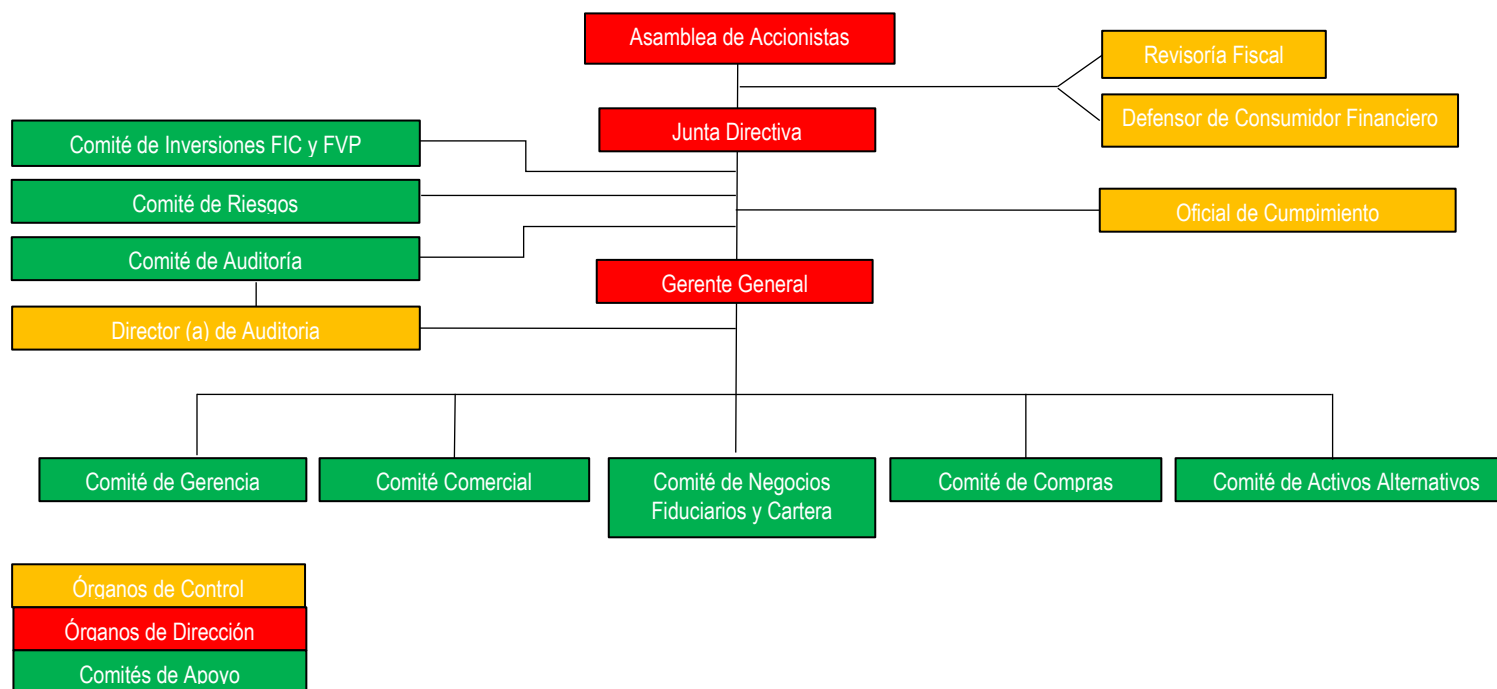 Asamblea de Accionistas
Revisoría Fiscal
Defensor de Consumidor Financiero
Junta Directiva
Comité de Inversiones FIC y FVP
Comité de Riesgos
Oficial de Cumpimiento
Comité de Auditoría
Gerente General
Director (a) de Auditoria
Comité de Gerencia
Comité Comercial
Comité de Negocios
Fiduciarios y Cartera
Comité de Compras
Comité de Activos Alternativos
Órganos de Control
Órganos de Dirección
Comités de Apoyo